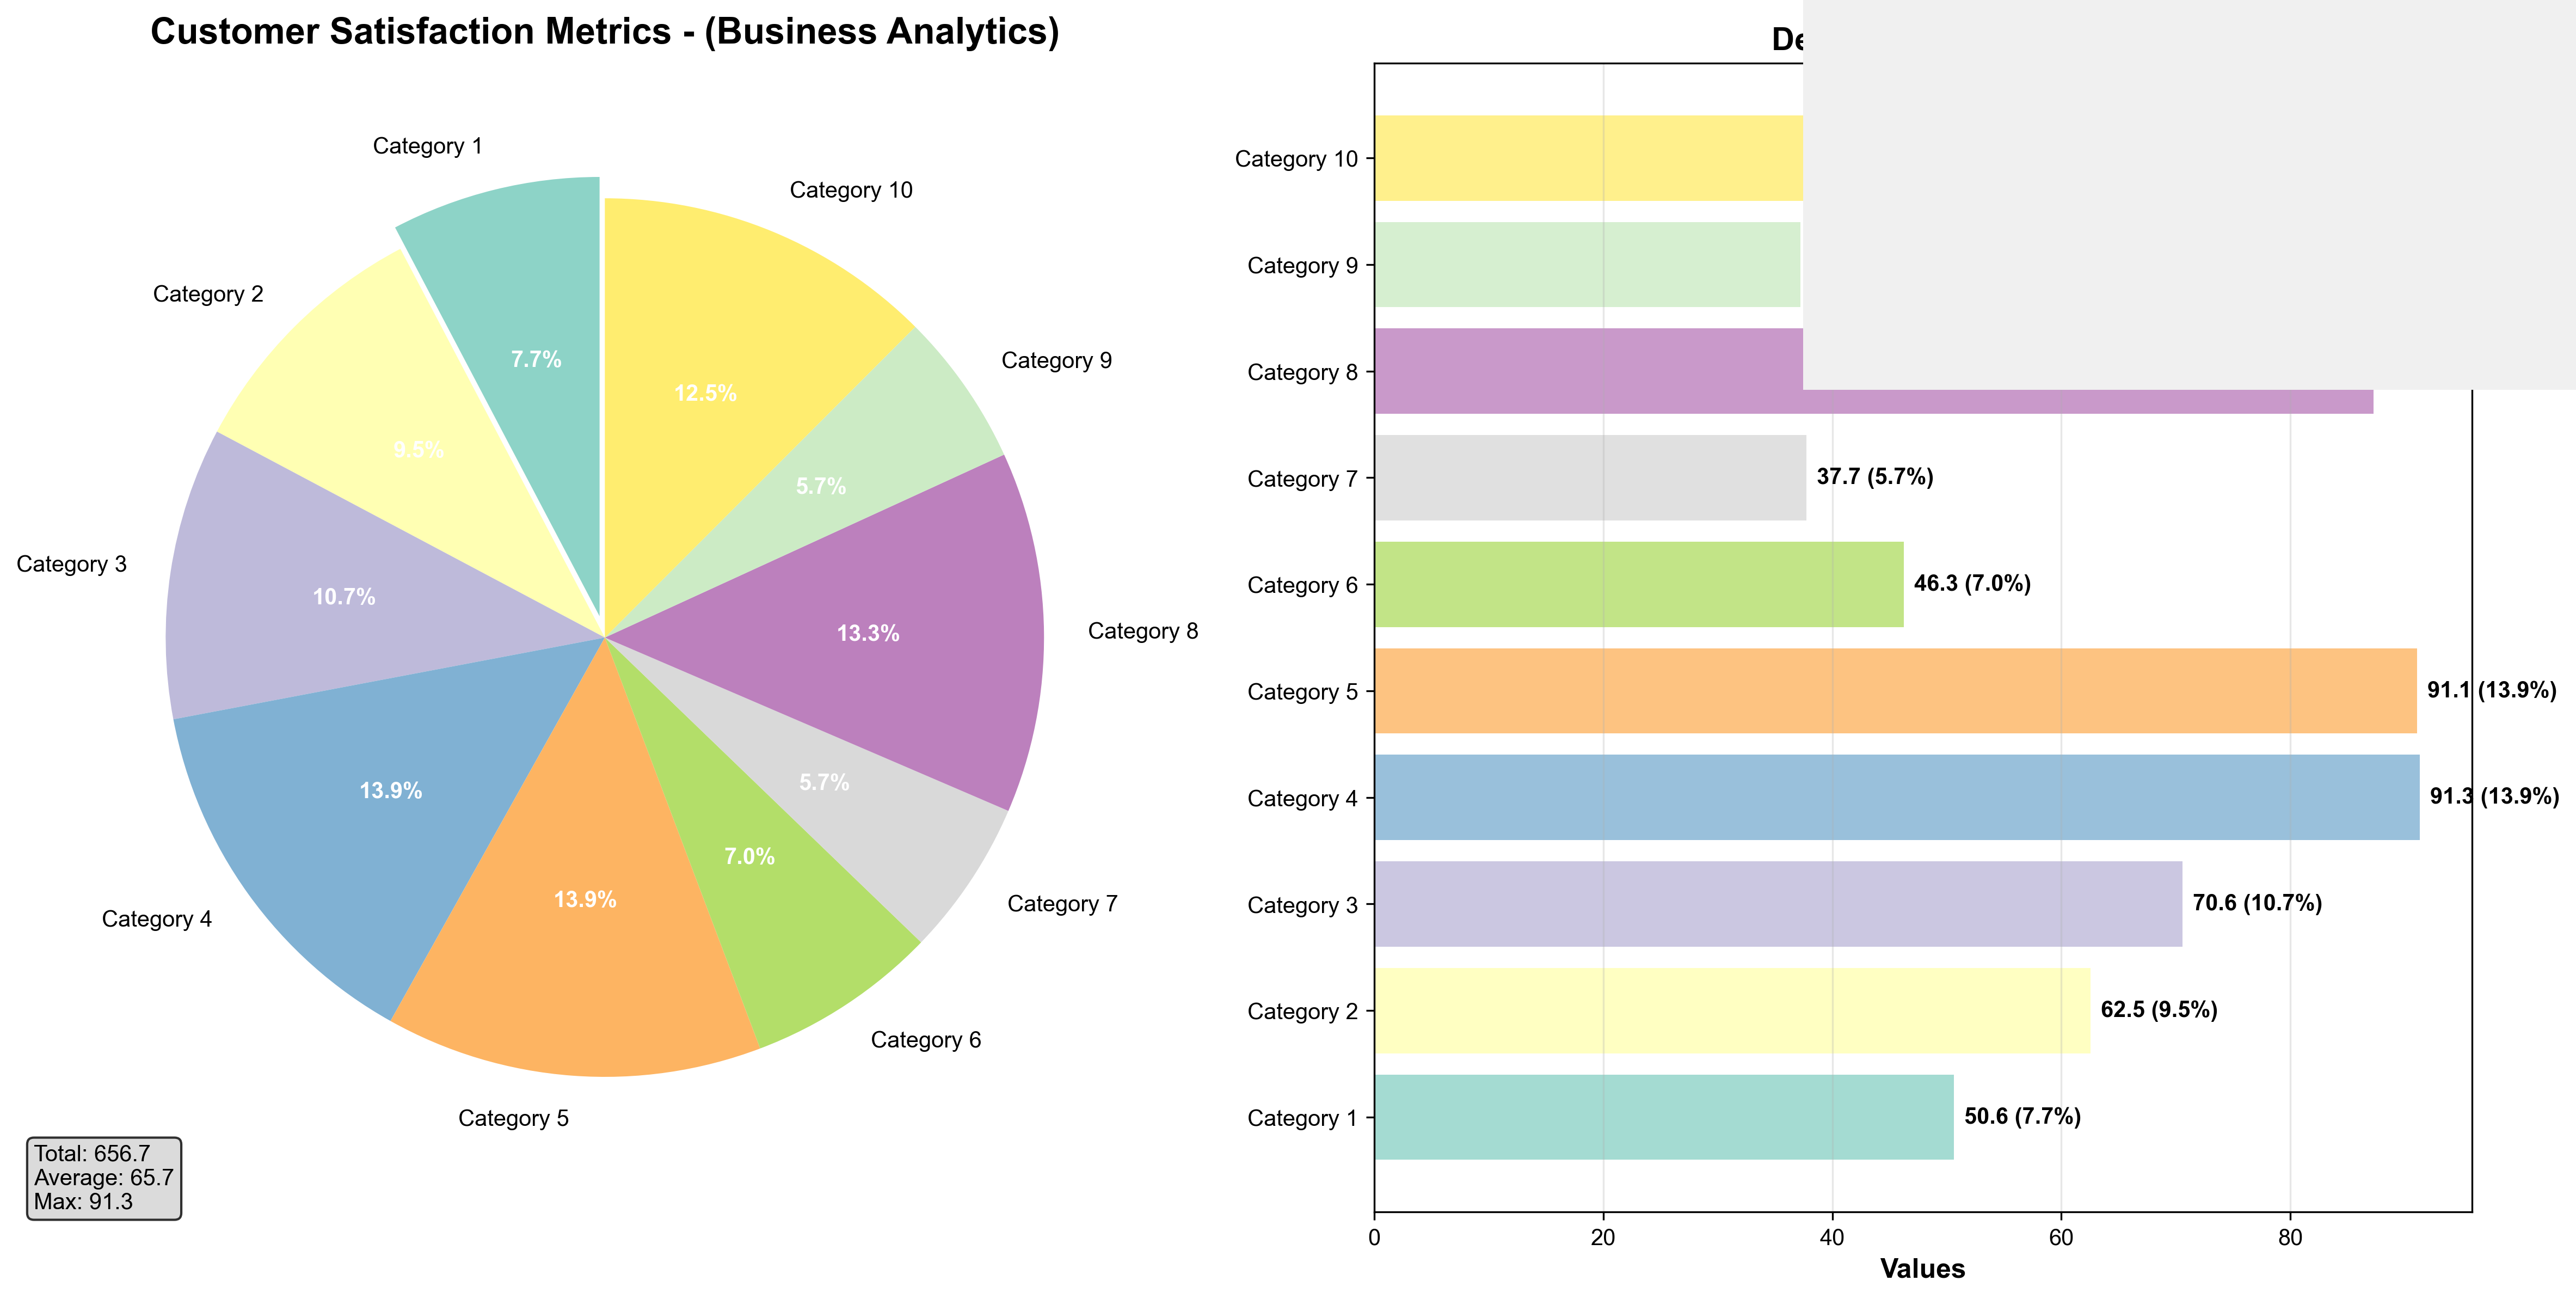 Customer Satisfaction Metrics - (Business Analytics)
Category 1
Category 2
Category 3
Category 4
Category 5
Category 6
Category 7
Category 8
Category 9
Category 10
7.7%
9.5%
10.7%
13.9%
13.9%
7.0%
5.7%
13.3%
5.7%
12.5%
Total: 656.7
Average: 65.7
Max: 91.3
Category 10
Category 9
Category 8
Category 7
37.7 (5.7%)
Category 6
46.3 (7.0%)
Category 5
91.1 (13.9%)
Category 4
91.3 (13.9%)
Category 3
70.6 (10.7%)
Category 2
62.5 (9.5%)
Category 1
50.6 (7.7%)
0 20 40 60 80
Values